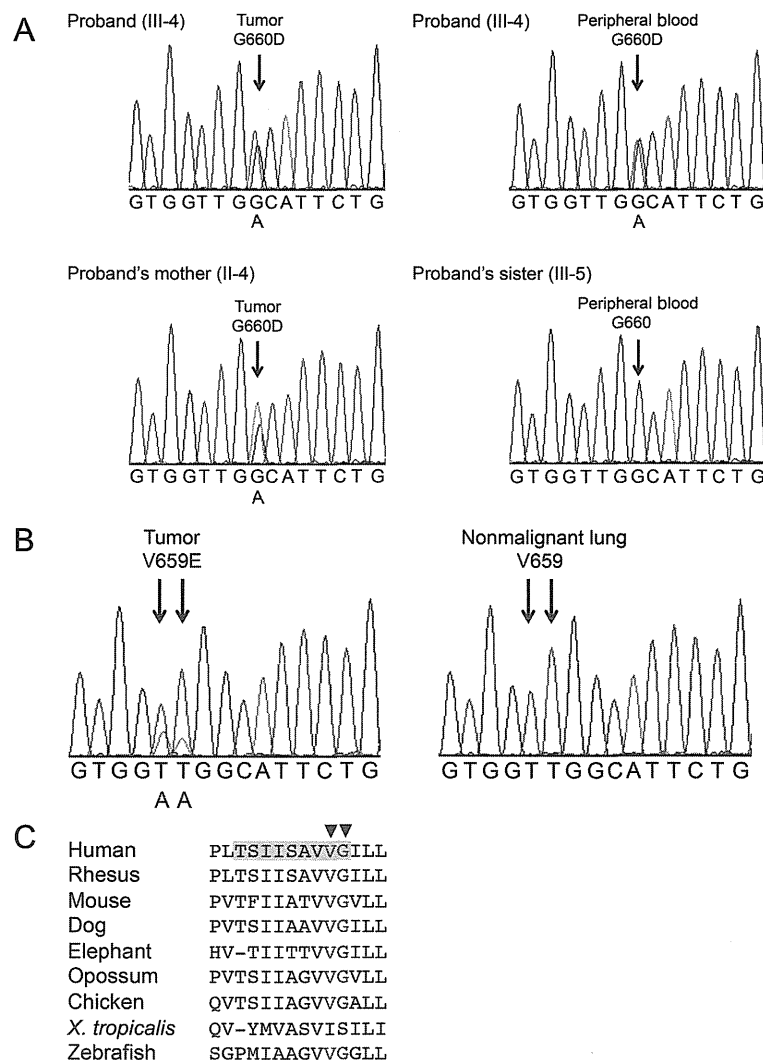 A
Proband (III-4)
Tumor
G660D
GTGGTTGGCATTCTG
A
Proband (III-4)
Peripheral blood
G660D
GTGGTTGGCATTCTG
A
Proband's mother (II-4)
Tumor
G660D
GTGGTTGGCATTCTG
A
Proband's sister (III-5)
Peripheral blood
G660
GTGGTTGGCATTCTG
B
Tumor
V659E
GTGGTTGGCATTCTG
A A
Nonmalignant lung
V659
GTGGTTGGCATTCTG
C
Human PLTSIISAVVGILL
Rhesus PLTSIISAVVGILL
Mouse PVTFIIATVVGVLL
Dog PVTSIIAAVVGILL
Elephant HV-TIITTVVGILL
Opossum PVTSIIAGVVGVLL
Chicken QVTSIIAGVVGALL
X. tropicalis QV-YMVASVISILI
Zebrafish SGPMIAAGVVGGLL